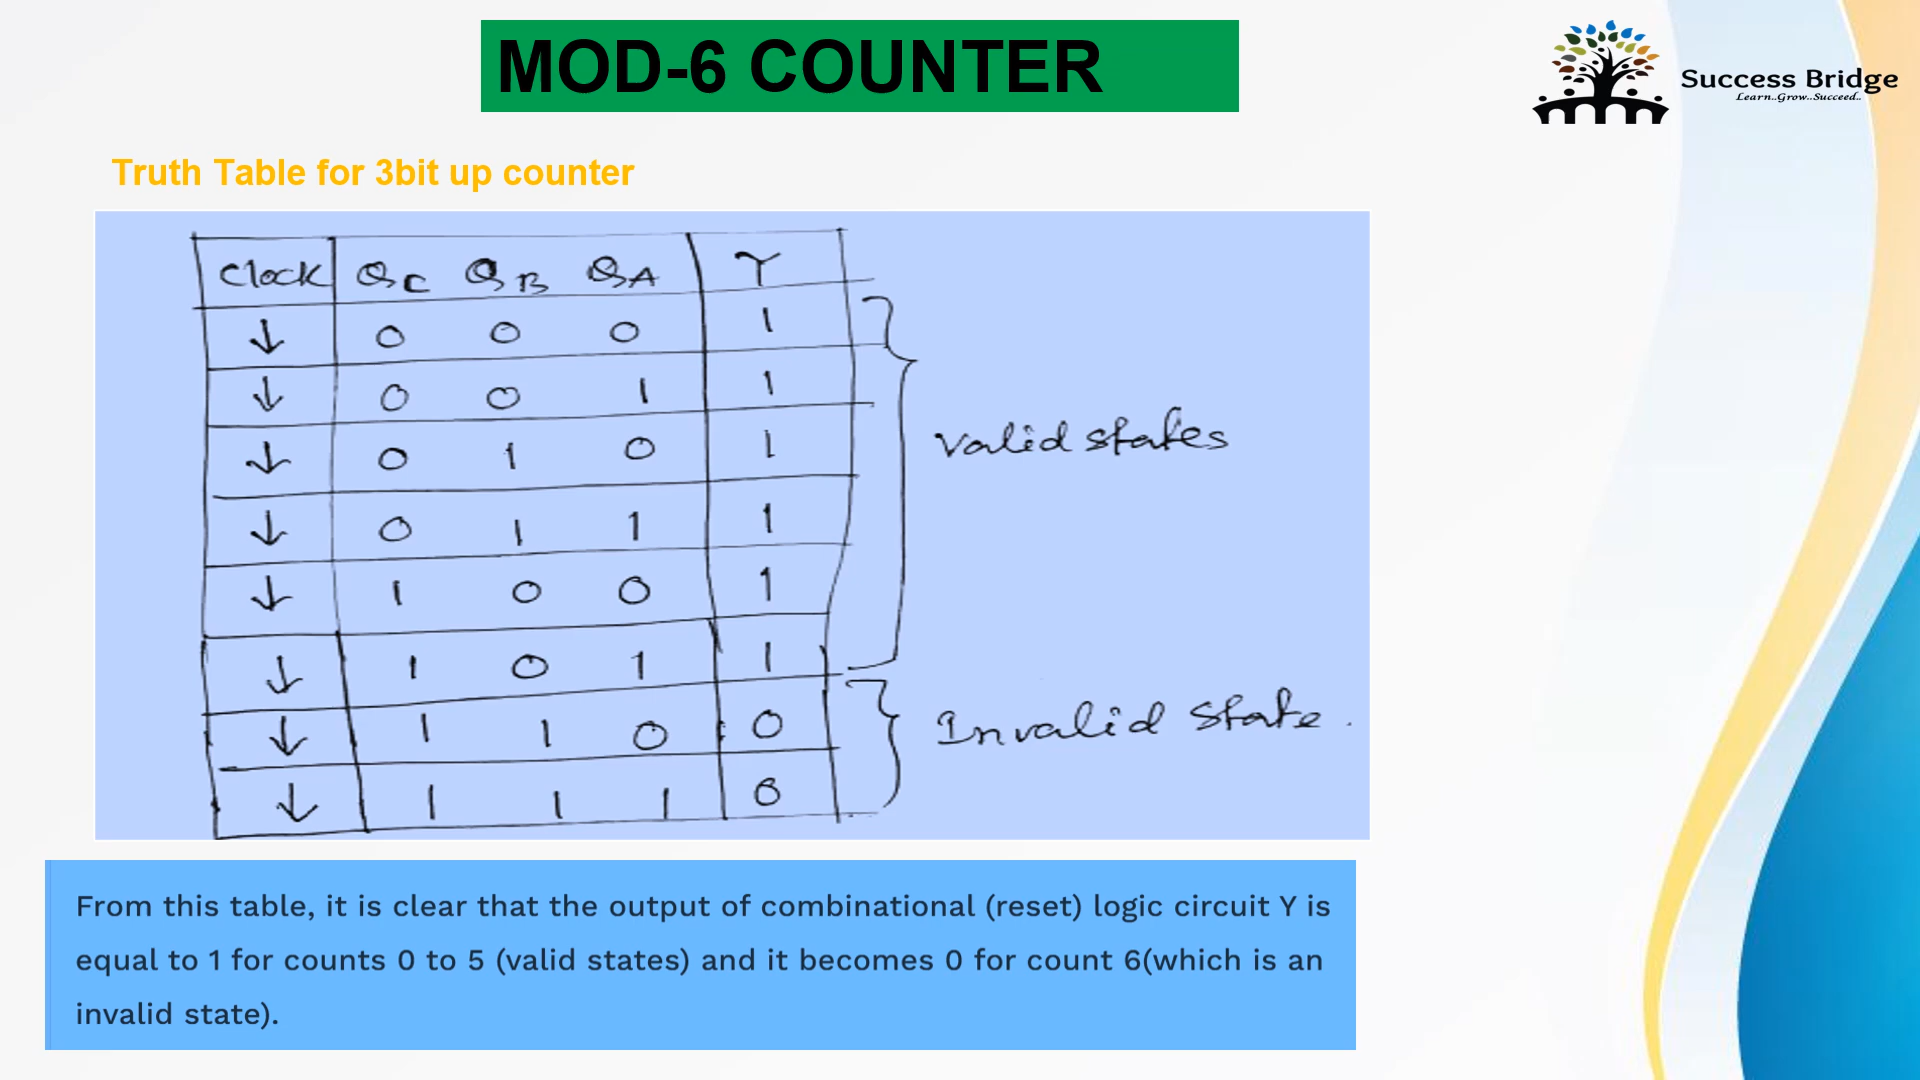 MOD-6 COUNTER
Success Bridge
Learn..Grow..Succeed..
Truth Table for 3bit up counter
Clock QC QB QA Y
↓ 0 0 0 1
↓ 0 0 1 1
↓ 0 1 0 1
↓ 0 1 1 1
↓ 1 0 0 1
↓ 1 0 1 1
↓ 1 1 0 0
↓ 1 1 1 0
Valid states
Invalid state.
From this table, it is clear that the output of combinational (reset) logic circuit Y is
equal to 1 for counts 0 to 5 (valid states) and it becomes 0 for count 6(which is an
invalid state).